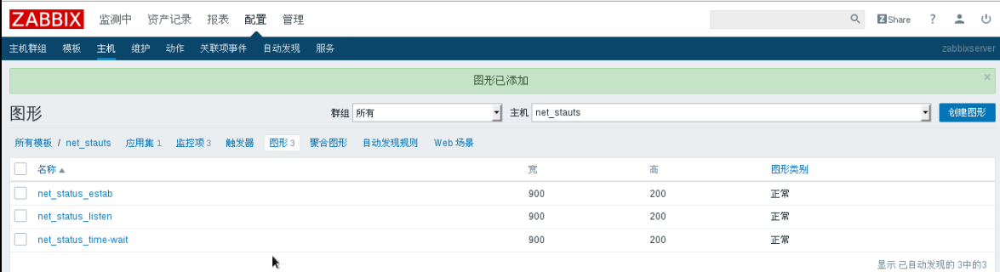 ZABBIX 监测中 资产记录 报表 配置 管理 Z Share ?
主机群组 模板 主机 维护 动作 关联项事件 自动发现 服务 zabbixserver
图形已添加 ×
图形 群组 所有 主机 net_stauts 创建图形
所有模板 / net_stauts 应用集 1 监控项 3 触发器 图形 3 聚合图形 自动发现规则 Web 场景
名称 ▲ 宽 高 图形类别
net_status_estab 900 200 正常
net_status_listen 900 200 正常
net_status_time-wait 900 200 正常
显示 已自动发现的 3中的3